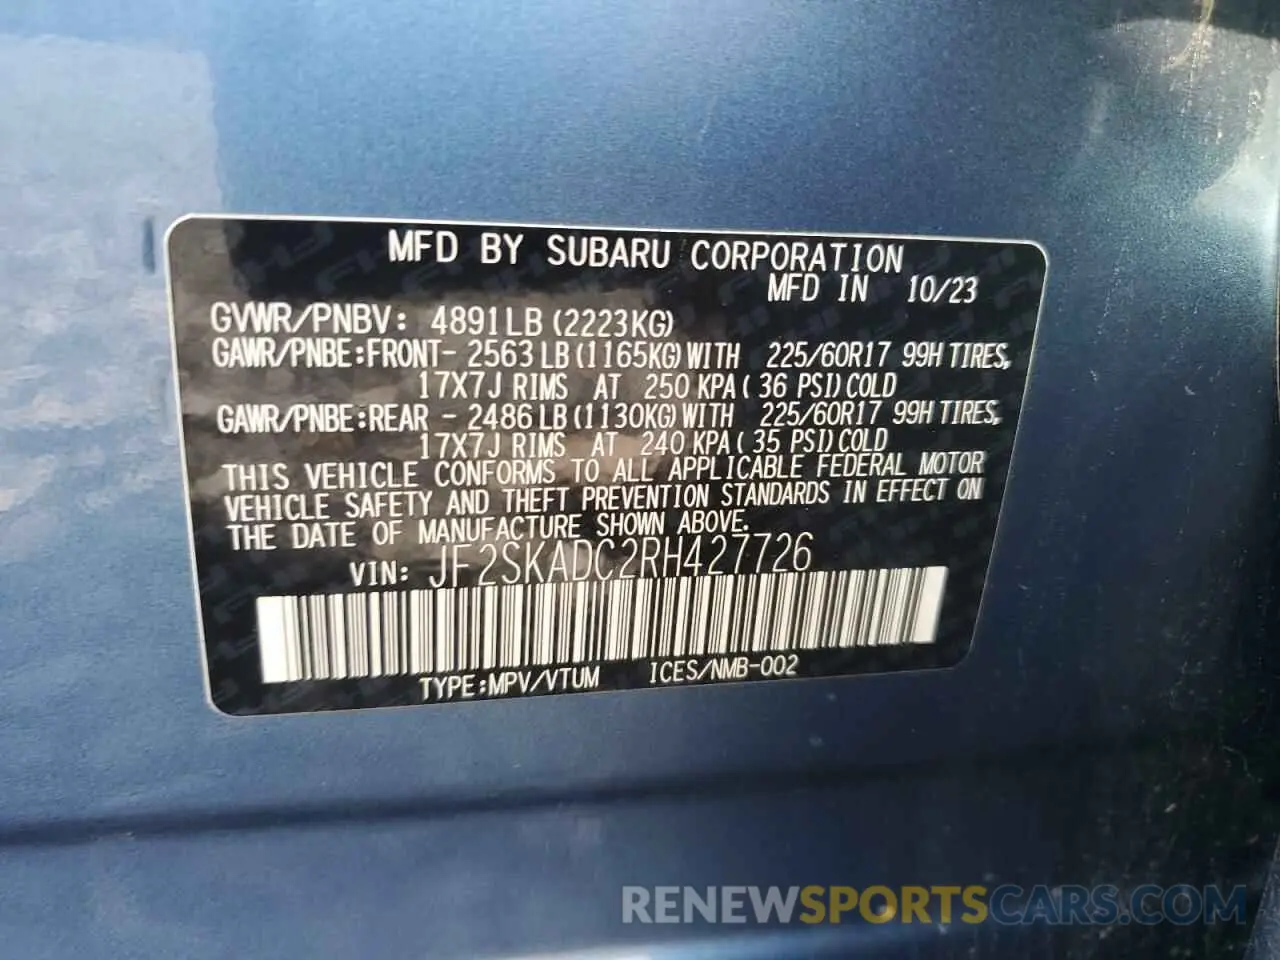 MFD BY SUBARU CORPORATION
MFD IN 10/23
GVWR/PNBV: 4891LB(2223KG)
GAWR/PNBE:FRONT- 2563LB(1165KG)WITH 225/60R17 99H TIRES,
17X7J RIMS AT 250 KPA(36 PSI)COLD
GAWR/PNBE:REAR - 2486LB(1130KG)WITH 225/60R17 99H TIRES,
17X7J RIMS AT 240 KPA(35 PSI)COLD
THIS VEHICLE CONFORMS TO ALL APPLICABLE FEDERAL MOTOR
VEHICLE SAFETY AND THEFT PREVENTION STANDARDS IN EFFECT ON
THE DATE OF MANUFACTURE SHOWN ABOVE.
VIN: JF2SKADC2RH427726
TYPE:MPV/VTUM ICES/NMB-002
RENEWSPORTSCARS.COM